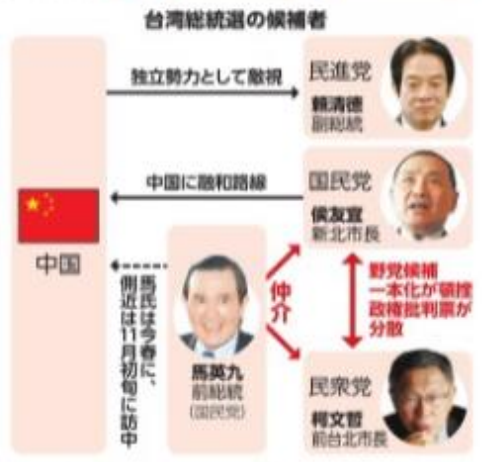 台湾総統選の候補者
独立勢力として敵視
民進党
頼清徳
副総統
中国に融和路線
国民党
侯友宜
新北市長
中国
馬氏は今春に、
側近は11月初旬に訪中
仲介
馬英九
前総統
(国民党)
野党候補
一本化が頓挫
政権批判票が
分散
民衆党
柯文哲
前台北市長